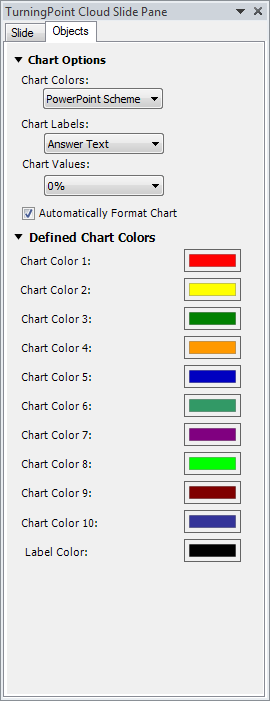 TurningPoint Cloud Slide Pane
Slide Objects
Chart Options
Chart Colors:
PowerPoint Scheme
Chart Labels:
Answer Text
Chart Values:
0%
Automatically Format Chart
Defined Chart Colors
Chart Color 1:
Chart Color 2:
Chart Color 3:
Chart Color 4:
Chart Color 5:
Chart Color 6:
Chart Color 7:
Chart Color 8:
Chart Color 9:
Chart Color 10:
Label Color: